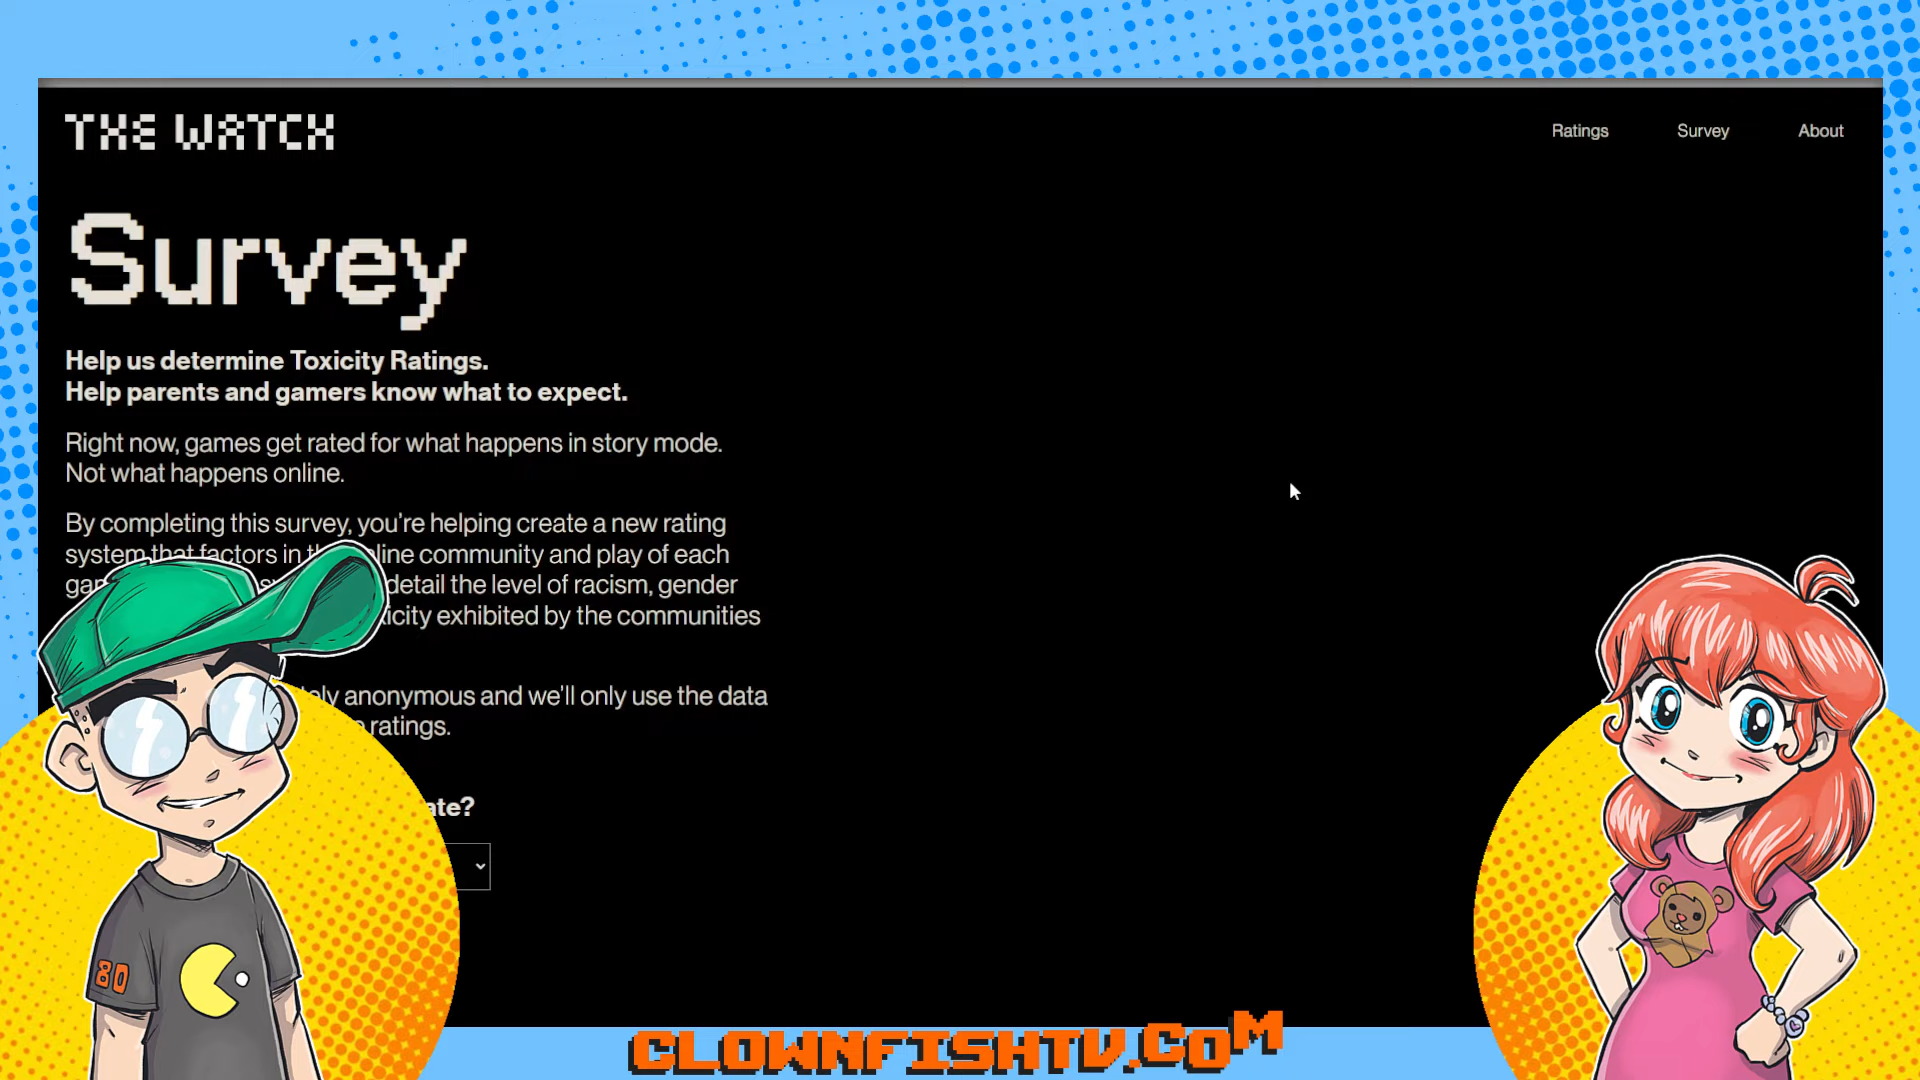 THE WATCH
Ratings
Survey
About
Survey
Help us determine Toxicity Ratings.
Help parents and gamers know what to expect.
Right now, games get rated for what happens in story mode.
Not what happens online.
By completing this survey, you're helping create a new rating
system that factors in community and play of each
detail the level of racism, gender
exhibited by the communities
anonymous and we'll only use the data
ratings.
80
CLOWNFISHTV.COM